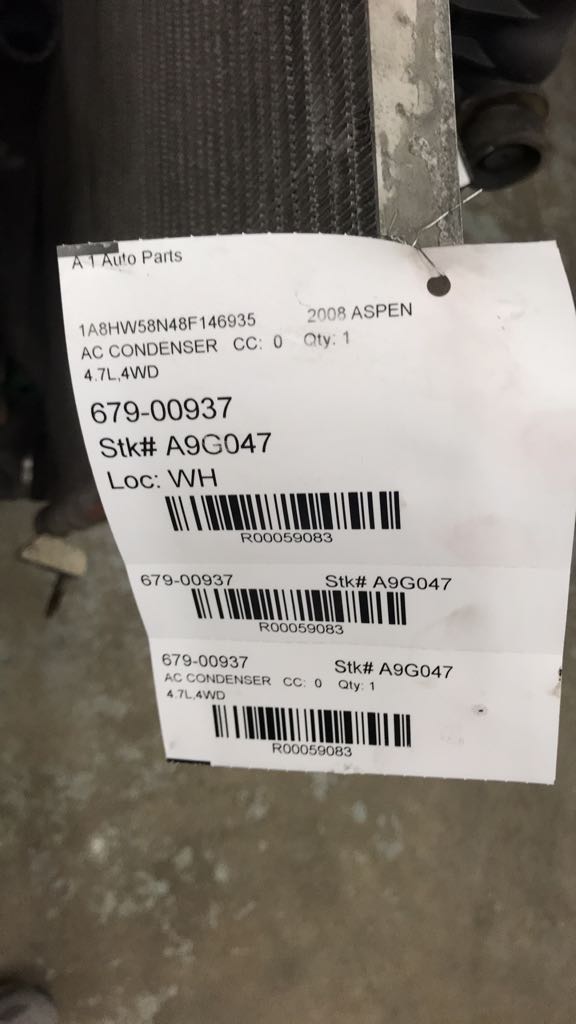 A 1 Auto Parts
1A8HW58N48F146935 2008 ASPEN
AC CONDENSER CC: 0 Qty: 1
4.7L,4WD
679-00937
Stk# A9G047
Loc: WH
R00059083
679-00937 Stk# A9G047
R00059083
679-00937 Stk# A9G047
AC CONDENSER CC: 0 Qty: 1
4.7L,4WD
R00059083